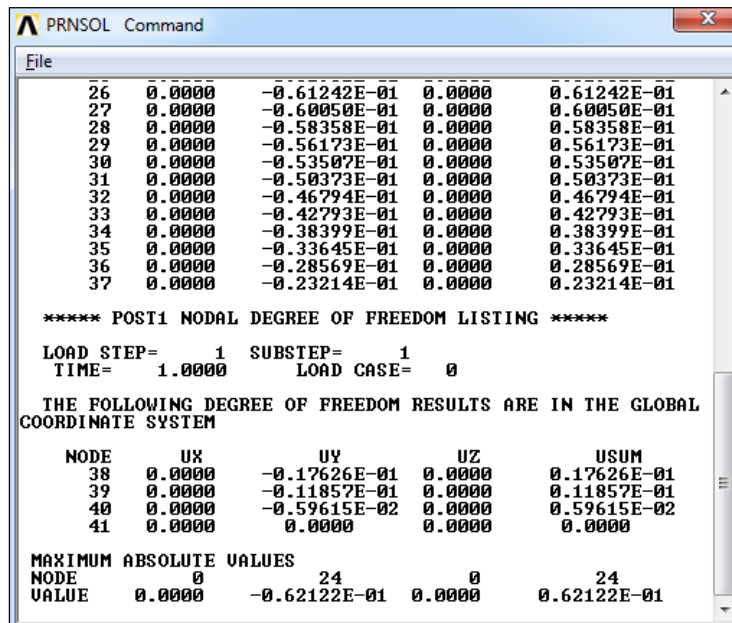 PRNSOL Command
File
26 0.0000 -0.61242E-01 0.0000 0.61242E-01
27 0.0000 -0.60050E-01 0.0000 0.60050E-01
28 0.0000 -0.58358E-01 0.0000 0.58358E-01
29 0.0000 -0.56173E-01 0.0000 0.56173E-01
30 0.0000 -0.53507E-01 0.0000 0.53507E-01
31 0.0000 -0.50373E-01 0.0000 0.50373E-01
32 0.0000 -0.46794E-01 0.0000 0.46794E-01
33 0.0000 -0.42793E-01 0.0000 0.42793E-01
34 0.0000 -0.38399E-01 0.0000 0.38399E-01
35 0.0000 -0.33645E-01 0.0000 0.33645E-01
36 0.0000 -0.28569E-01 0.0000 0.28569E-01
37 0.0000 -0.23214E-01 0.0000 0.23214E-01
***** POST1 NODAL DEGREE OF FREEDOM LISTING *****
LOAD STEP= 1 SUBSTEP= 1
TIME= 1.0000 LOAD CASE= 0
THE FOLLOWING DEGREE OF FREEDOM RESULTS ARE IN THE GLOBAL
COORDINATE SYSTEM
NODE UX UY UZ USUM
38 0.0000 -0.17626E-01 0.0000 0.17626E-01
39 0.0000 -0.11857E-01 0.0000 0.11857E-01
40 0.0000 -0.59615E-02 0.0000 0.59615E-02
41 0.0000 0.0000 0.0000 0.0000
MAXIMUM ABSOLUTE VALUES
NODE 0 24 0 24
VALUE 0.0000 -0.62122E-01 0.0000 0.62122E-01